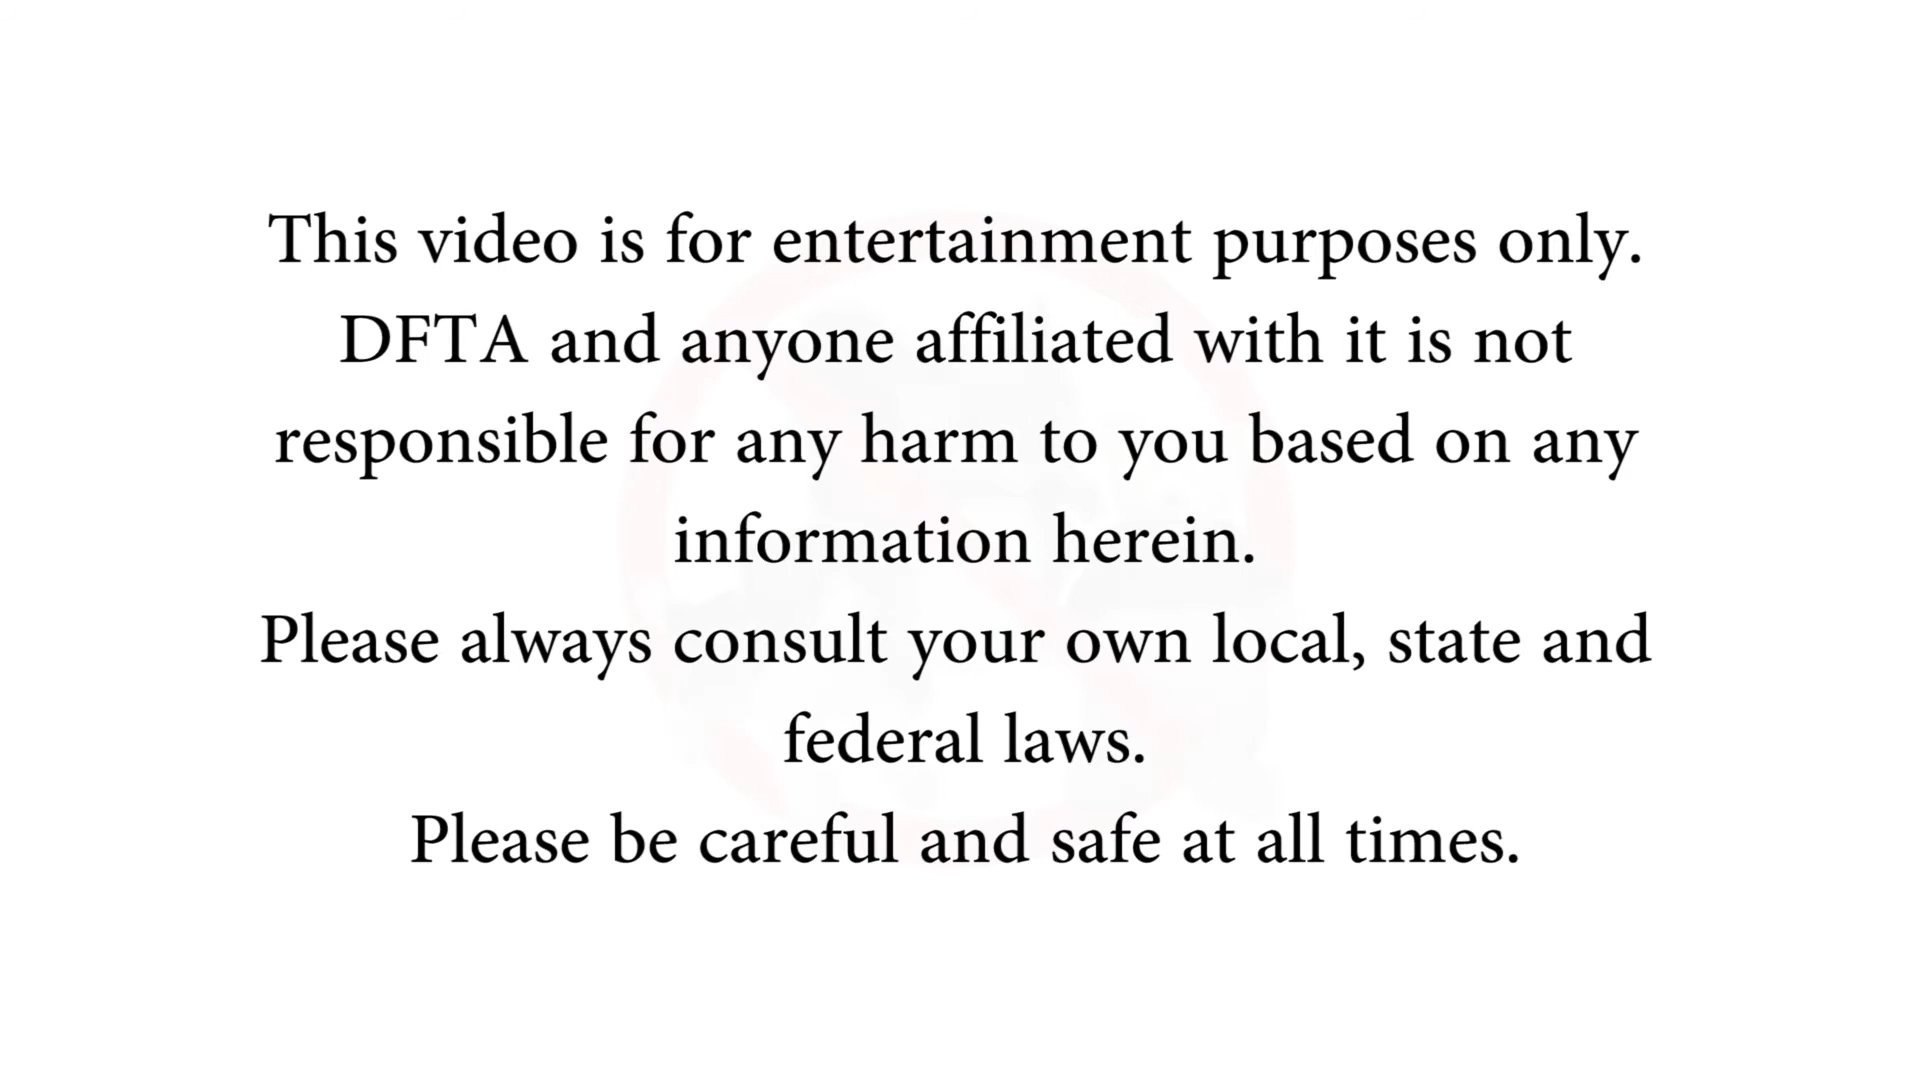 This video is for entertainment purposes only.
DFTA and anyone affiliated with it is not
responsible for any harm to you based on any
information herein.
Please always consult your own local, state and
federal laws.
Please be careful and safe at all times.